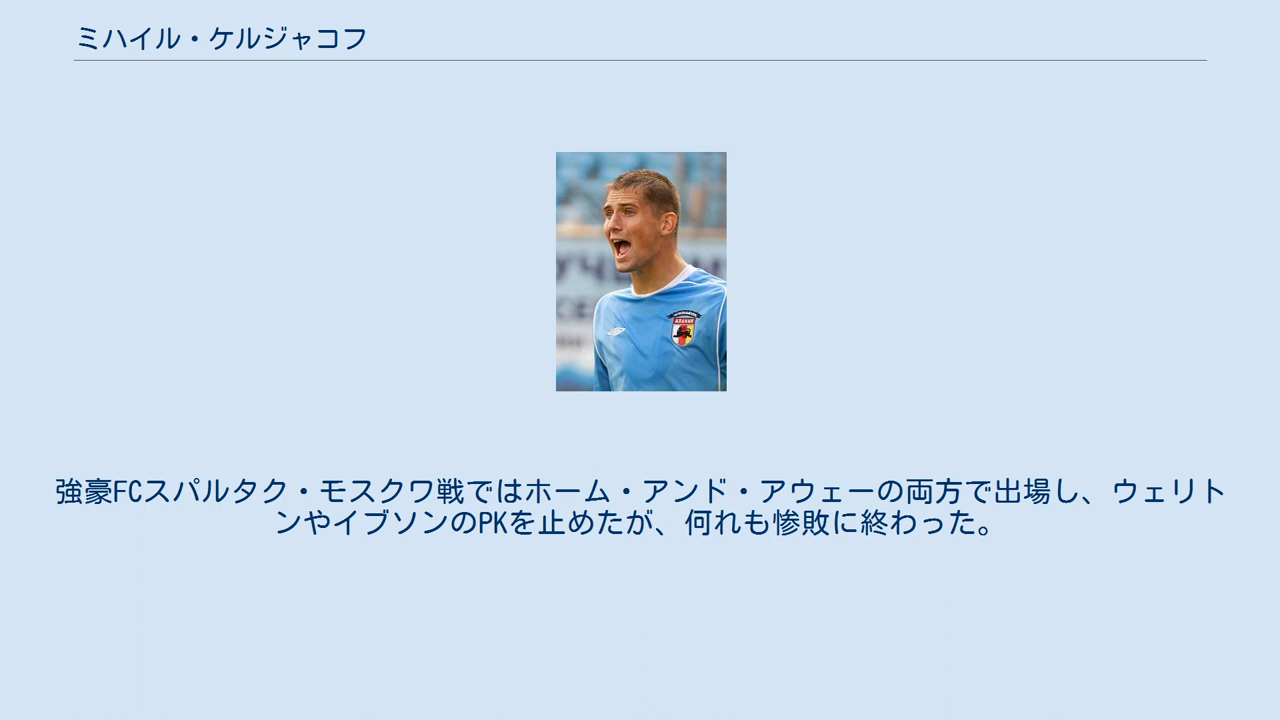 ミハイル・ケルジャコフ
強豪FCスパルタク・モスクワ戦ではホーム・アンド・アウェーの両方で出場し、ウェリト
ンやイブソンのPKを止めたが、何れも惨敗に終わった。